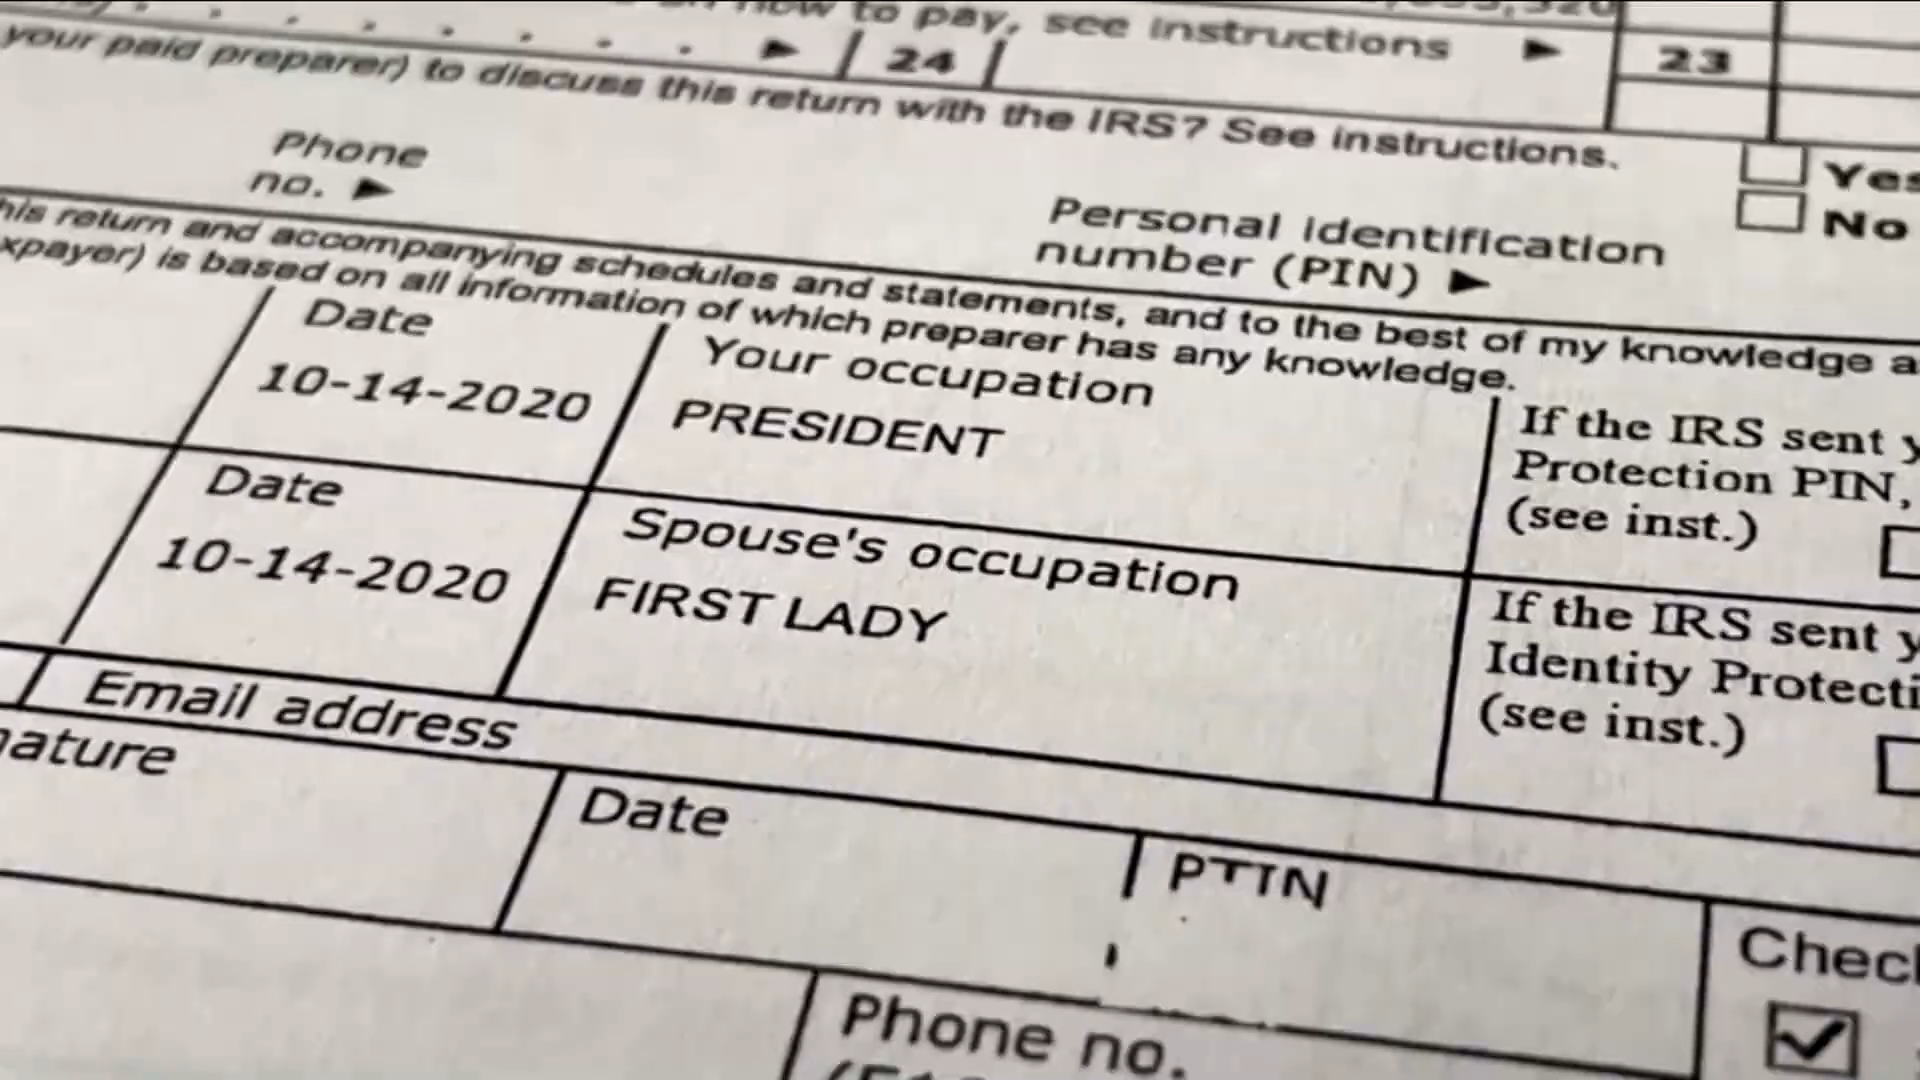 how to pay, see instructions
24
23
your paid preparer) to discuss this return with the IRS? See instructions.
Yes
No
Phone
no.
Personal identification
number (PIN)
his return and accompanying schedules and statements, and to the best of my knowledge a
xpayer) is based on all information of which preparer has any knowledge.
Date
10-14-2020
Your occupation
PRESIDENT
If the IRS sent y
Protection PIN,
(see inst.)
Date
10-14-2020
Spouse's occupation
FIRST LADY
If the IRS sent y
Identity Protecti
(see inst.)
Email address
nature
Date
PTIN
Check
Phone no.